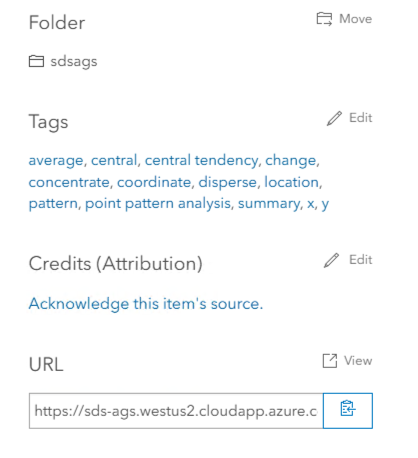 Folder
Move
sdsags
Tags
Edit
average, central, central tendency, change,
concentrate, coordinate, disperse, location,
pattern, point pattern analysis, summary, x, y
Credits (Attribution)
Edit
Acknowledge this item's source.
URL
View
https://sds-ags.westus2.cloudapp.azure.c